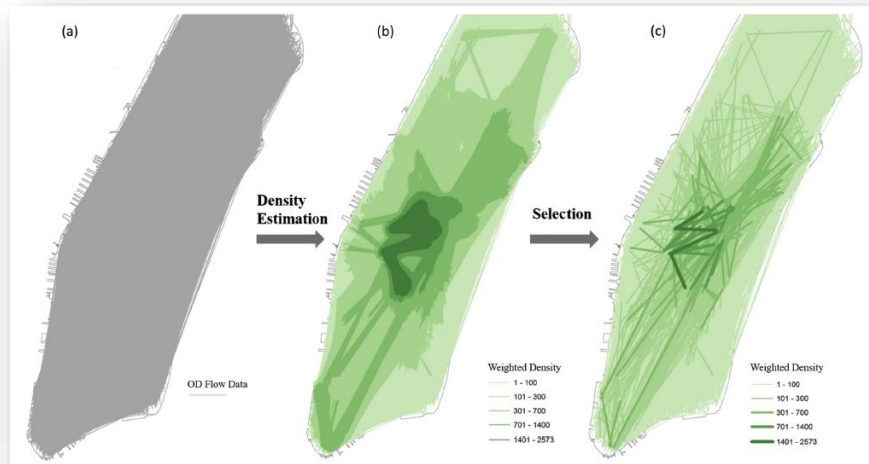 (a)
(b)
(c)
Density
Estimation
Selection
OD Flow Data
Weighted Density
1 - 100
101 - 300
301 - 700
701 - 1400
1401 - 2573
Weighted Density
1 - 100
101 - 300
301 - 700
701 - 1400
1401 - 2573